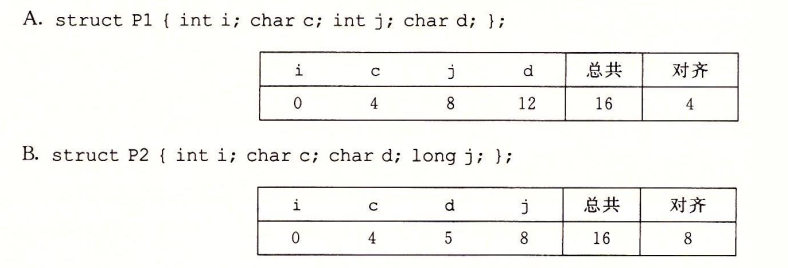 A. struct P1 { int i; char c; int j; char d; };
i c j d 总共 对齐
0 4 8 12 16 4
B. struct P2 { int i; char c; char d; long j; };
i c d j 总共 对齐
0 4 5 8 16 8